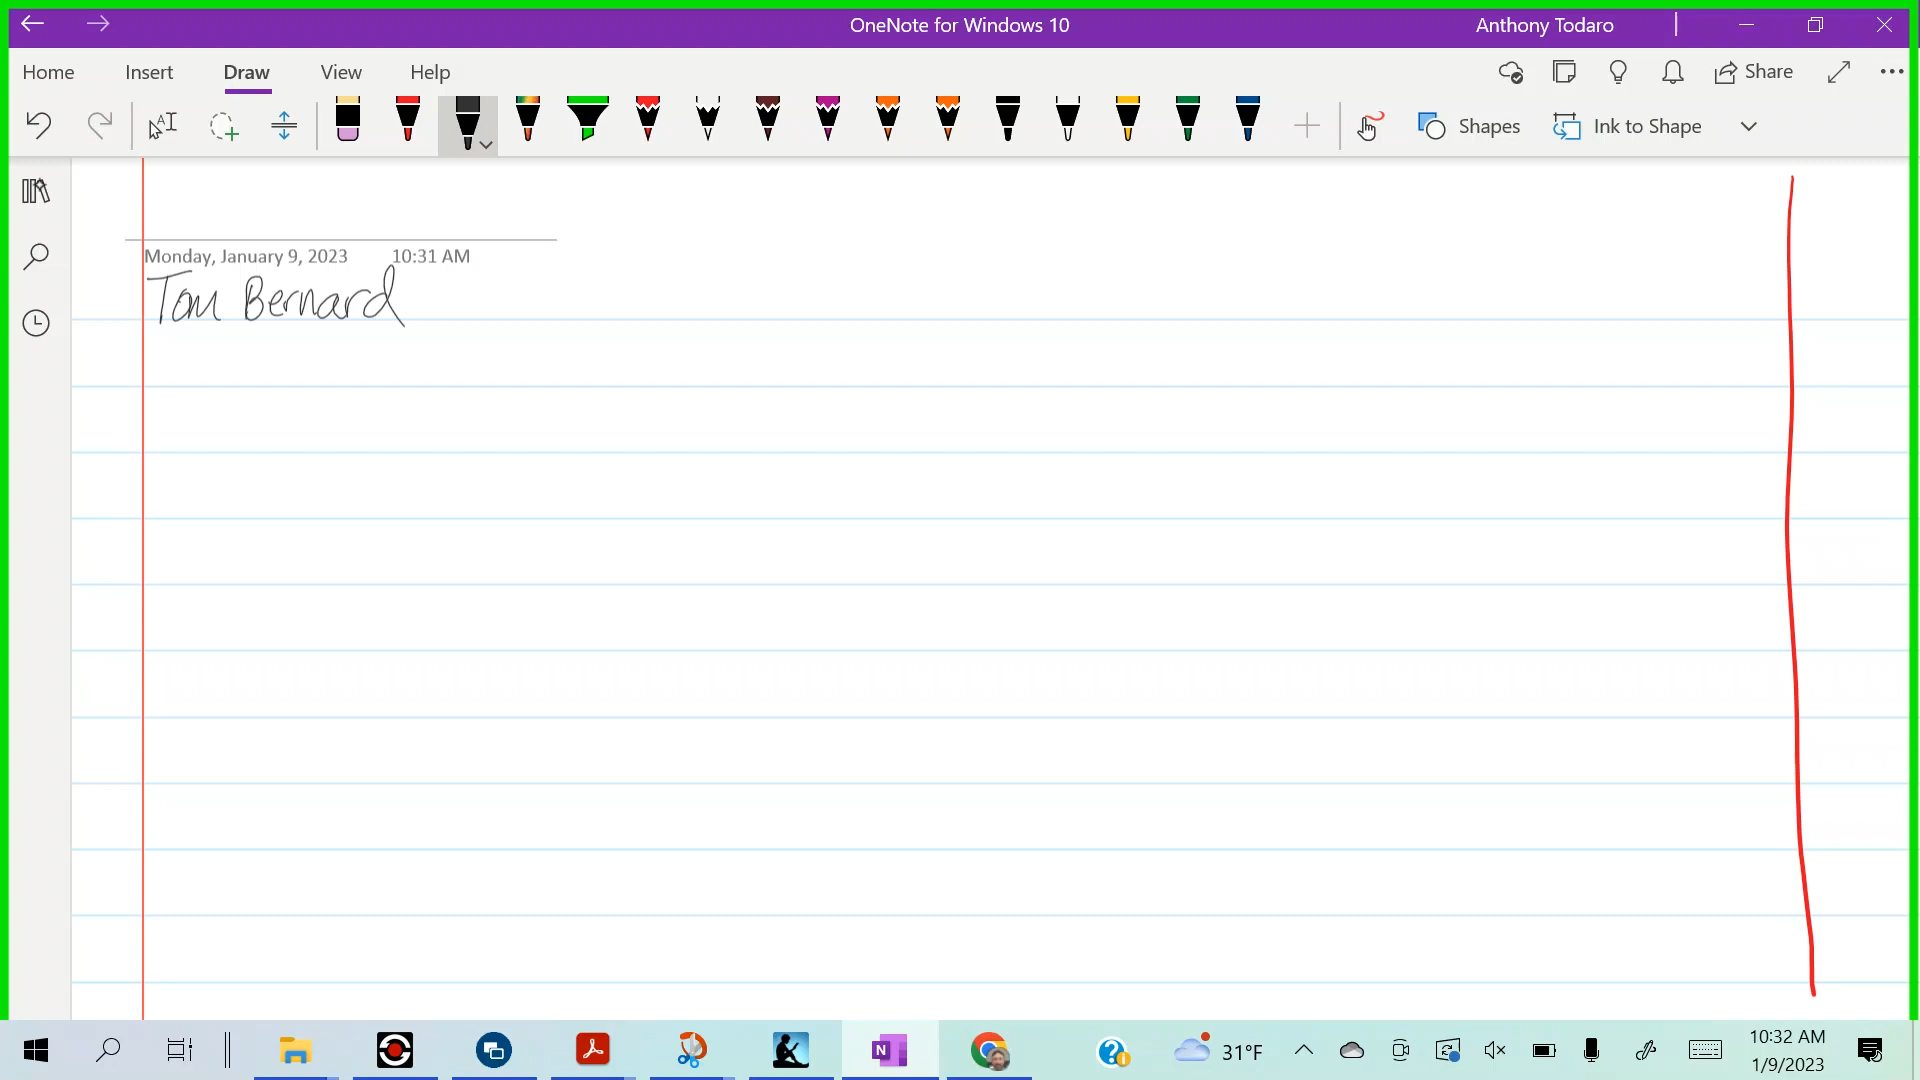 OneNote for Windows 10
Anthony Todaro
Home Insert Draw View Help
Share
Shapes
Ink to Shape
Monday, January 9, 2023 10:31 AM
Tom Bernard
31°F
10:32 AM
1/9/2023